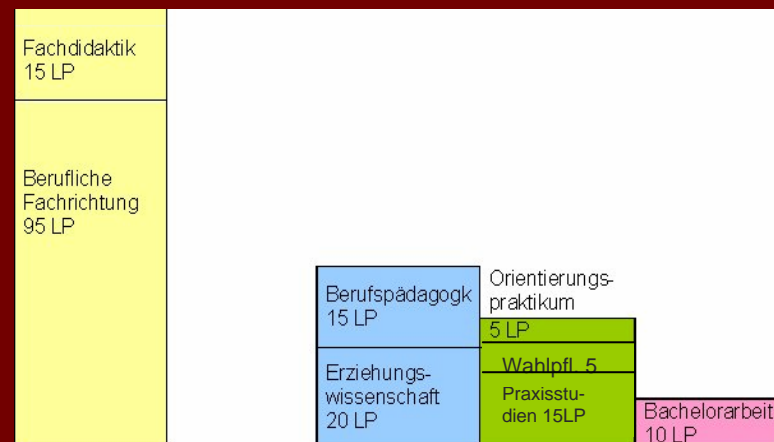 Fachdidaktik
15 LP
Berufliche
Fachrichtung
95 LP
Berufspädagogk
15 LP
Erziehungs-
wissenschaft
20 LP
Orientierungs-
praktikum
5 LP
Wahlpfl. 5
Praxisstu-
dien 15LP
Bachelorarbeit
10 LP